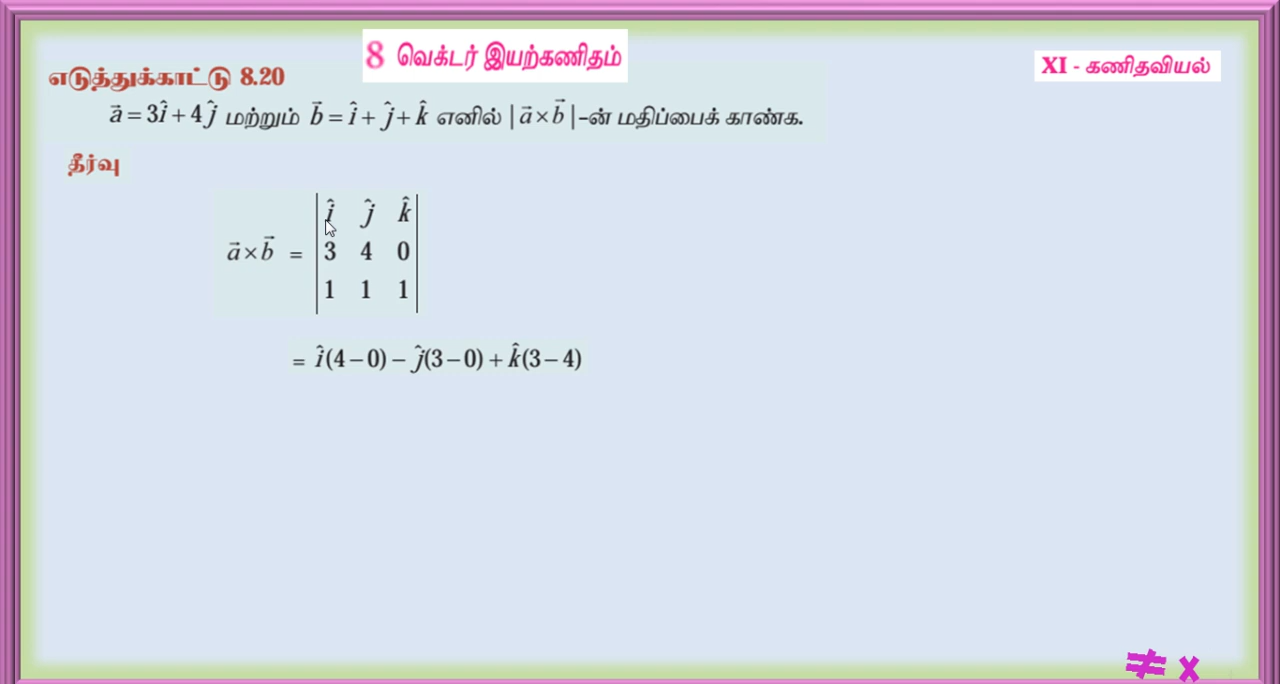 8 வெக்டர் இயற்கணிதம்
XI - கணிதவியல்
எடுத்துக்காட்டு 8.20
a⃗ = 3î + 4ĵ மற்றும் b⃗ = î + ĵ + k̂ எனில் | a⃗ × b⃗ | -ன் மதிப்பைக் காண்க.
தீர்வு
î ĵ k̂
a⃗ × b⃗ = 3 4 0
1 1 1
= î(4 – 0) – ĵ(3 – 0) + k̂(3 – 4)
≠ x